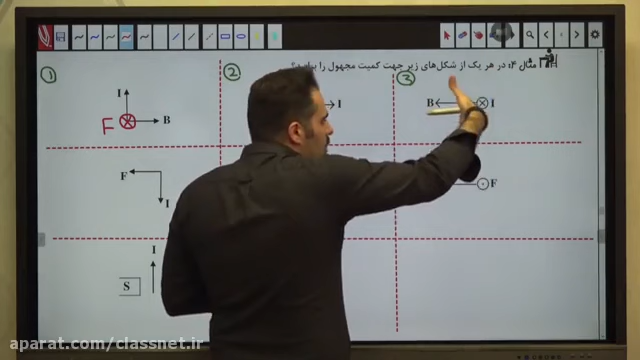 مثال ۴: در هر یک از شکل‌های زیر جهت کمیت مجهول را بیابید؟
①
I
F B
②
I
③
B I
F
I
F
I
S
aparat.com/classnet.ir